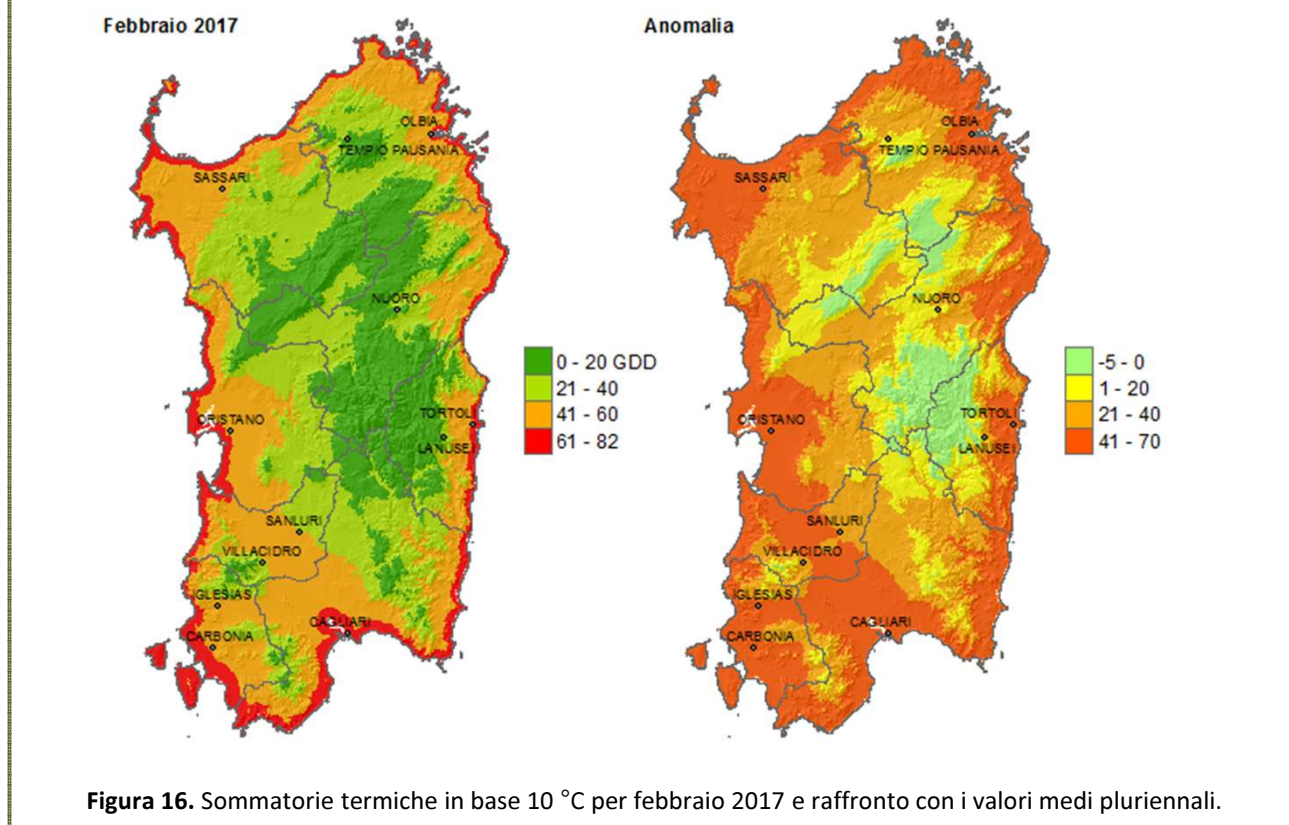 Febbraio 2017
Anomalia
OLBIA
TEMPIO PAUSANIA
SASSARI
NUORO
ORISTANO
TORTOLI
LANUSEI
SANLURI
VILLACIDRO
IGLESIAS
CAGLIARI
CARBONIA
0 - 20 GDD
21 - 40
41 - 60
61 - 82
OLBIA
TEMPIO PAUSANIA
SASSARI
NUORO
ORISTANO
TORTOLI
LANUSEI
SANLURI
VILLACIDRO
IGLESIAS
CAGLIARI
CARBONIA
-5 - 0
1 - 20
21 - 40
41 - 70
Figura 16. Sommatorie termiche in base 10 °C per febbraio 2017 e raffronto con i valori medi pluriennali.